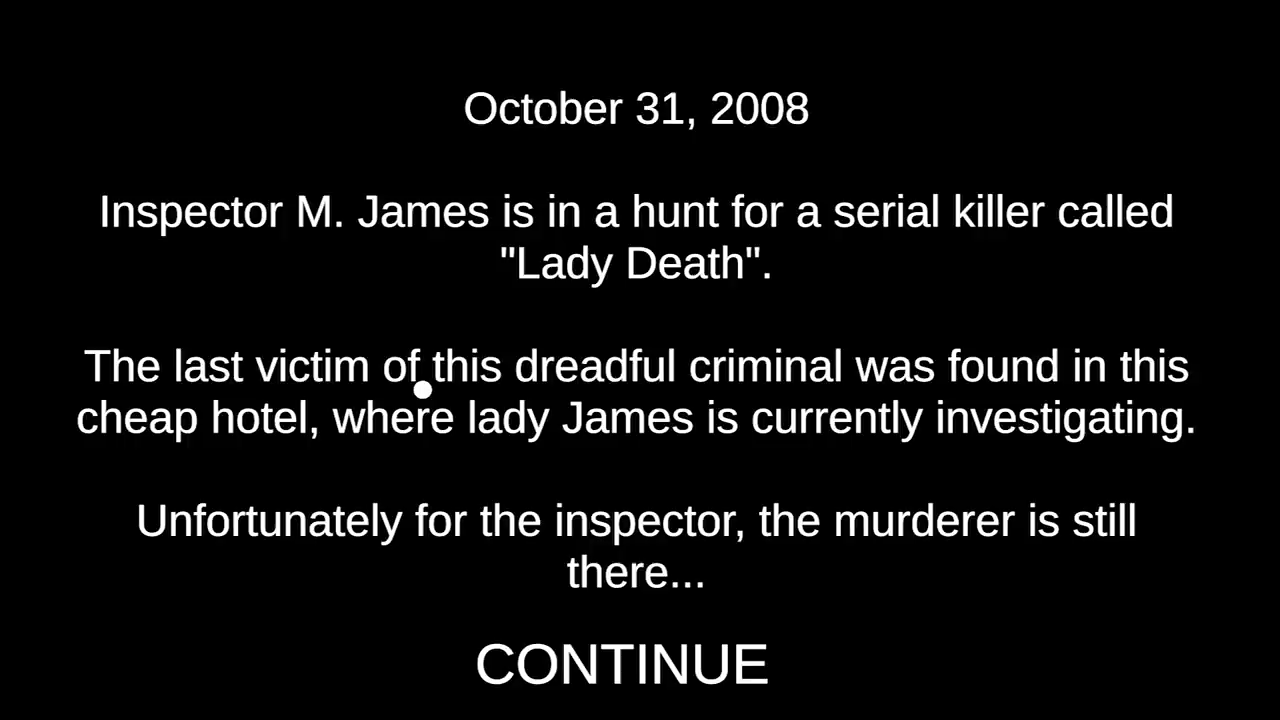 October 31, 2008
Inspector M. James is in a hunt for a serial killer called
"Lady Death".
The last victim of this dreadful criminal was found in this
cheap hotel, where lady James is currently investigating.
Unfortunately for the inspector, the murderer is still
there...
CONTINUE